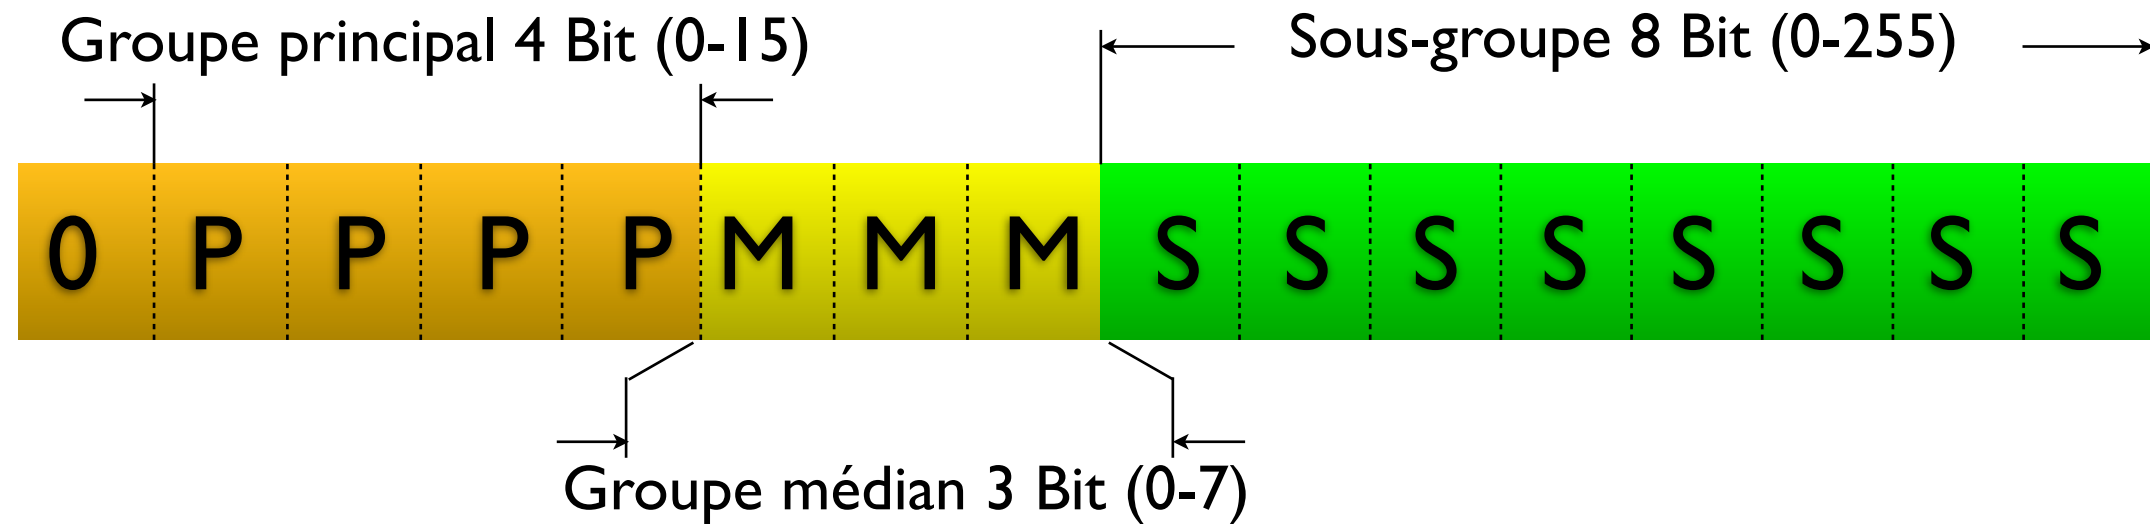 Groupe principal 4 Bit (0-15)
Sous-groupe 8 Bit (0-255)
0 P P P P M M M S S S S S S S S
Groupe médian 3 Bit (0-7)